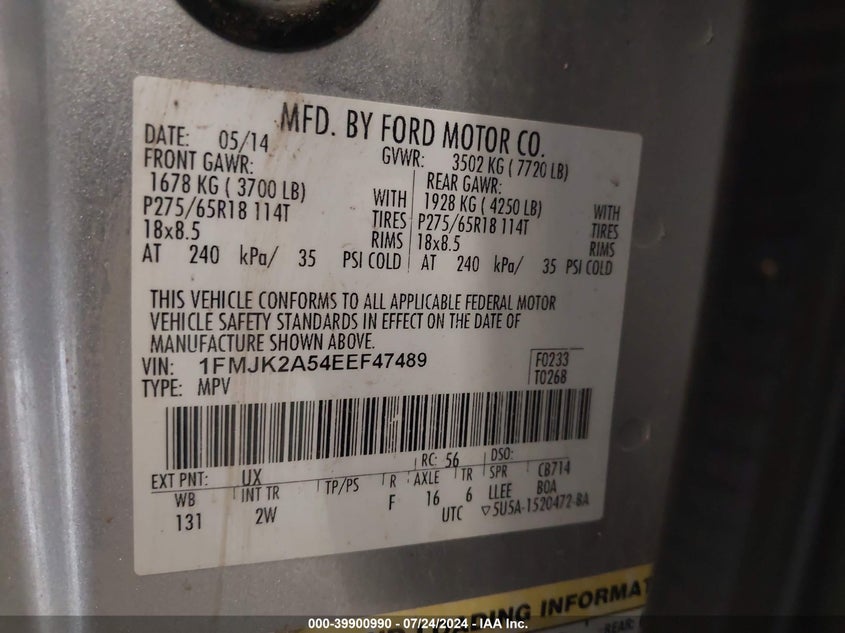 MFD. BY FORD MOTOR CO.
DATE: 05/14 GVWR: 3502 KG ( 7720 LB)
FRONT GAWR: REAR GAWR:
1678 KG ( 3700 LB) WITH 1928 KG ( 4250 LB) WITH
P275/65R18 114T TIRES P275/65R18 114T TIRES
18x8.5 RIMS 18x8.5 RIMS
AT 240 kPa/ 35 PSI COLD AT 240 kPa/ 35 PSI COLD
THIS VEHICLE CONFORMS TO ALL APPLICABLE FEDERAL MOTOR
VEHICLE SAFETY STANDARDS IN EFFECT ON THE DATE OF
MANUFACTURE SHOWN ABOVE.
VIN: 1FMJK2A54EEF47489 F0233
TYPE: MPV T0268
EXT PNT: UX RC: 56 DSO:
WB INT TR TP/PS R AXLE TR SPR CB714
131 2W F 16 6 LLEE BOA
UTC ▽5U5A-1520472-BA
LOADING INFORMAT
REAR:
000-39900990 - 07/24/2024 - IAA Inc.